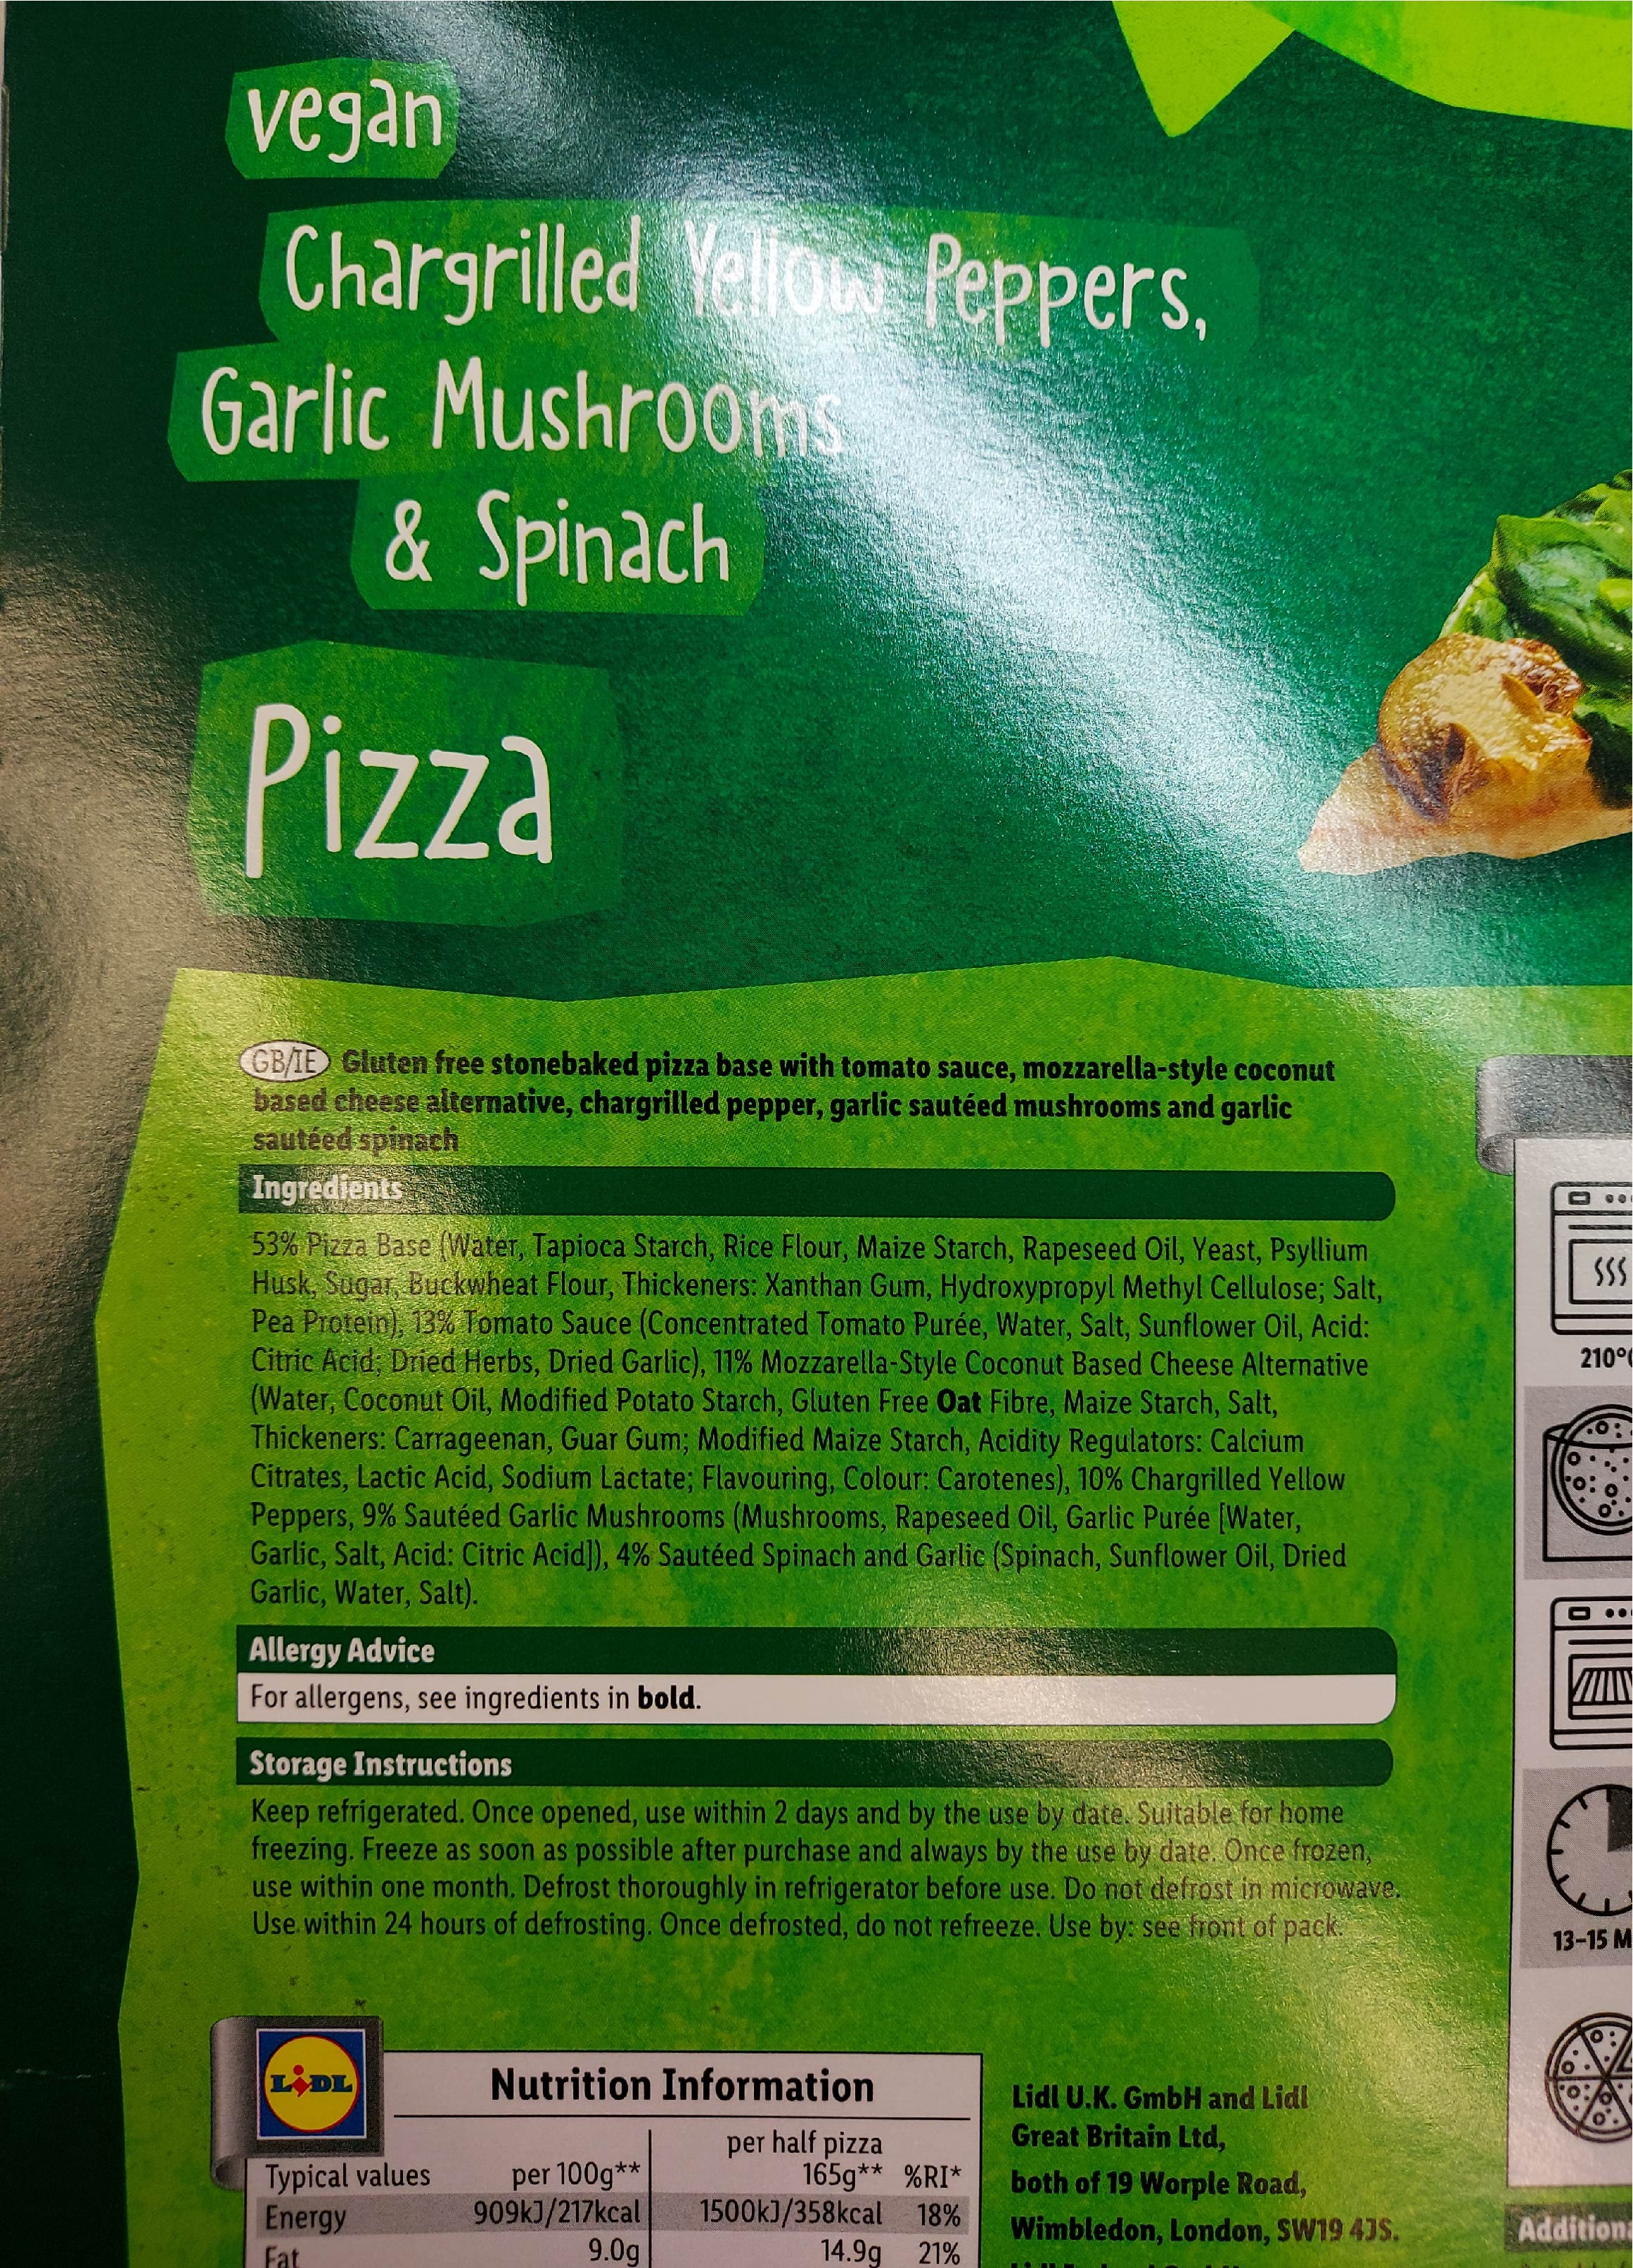 vegan
Chargrilled Yellow Peppers,
Garlic Mushrooms
& Spinach
Pizza
GB/IE Gluten free stonebaked pizza base with tomato sauce, mozzarella-style coconut
based cheese alternative, chargrilled pepper, garlic sautéed mushrooms and garlic
sautéed spinach
Ingredients
53% Pizza Base (Water, Tapioca Starch, Rice Flour, Maize Starch, Rapeseed Oil, Yeast, Psyllium
Husk, Sugar, Buckwheat Flour, Thickeners: Xanthan Gum, Hydroxypropyl Methyl Cellulose; Salt,
Pea Protein), 13% Tomato Sauce (Concentrated Tomato Purée, Water, Salt, Sunflower Oil, Acid:
Citric Acid; Dried Herbs, Dried Garlic), 11% Mozzarella-Style Coconut Based Cheese Alternative
(Water, Coconut Oil, Modified Potato Starch, Gluten Free Oat Fibre, Maize Starch, Salt,
Thickeners: Carrageenan, Guar Gum; Modified Maize Starch, Acidity Regulators: Calcium
Citrates, Lactic Acid, Sodium Lactate; Flavouring, Colour: Carotenes), 10% Chargrilled Yellow
Peppers, 9% Sautéed Garlic Mushrooms (Mushrooms, Rapeseed Oil, Garlic Purée [Water,
Garlic, Salt, Acid: Citric Acid]), 4% Sautéed Spinach and Garlic (Spinach, Sunflower Oil, Dried
Garlic, Water, Salt).
Allergy Advice
For allergens, see ingredients in bold.
Storage Instructions
Keep refrigerated. Once opened, use within 2 days and by the use by date. Suitable for home
freezing. Freeze as soon as possible after purchase and always by the use by date. Once frozen,
use within one month. Defrost thoroughly in refrigerator before use. Do not defrost in microwave.
Use within 24 hours of defrosting. Once defrosted, do not refreeze. Use by: see front of pack.
210°
13-15 M
LIDL
Nutrition Information
per half pizza
Typical values per 100g** 165g** %RI*
Energy 909kJ/217kcal 1500kJ/358kcal 18%
Fat 9.0g 14.9g 21%
Lidl U.K. GmbH and Lidl
Great Britain Ltd,
both of 19 Worple Road,
Wimbledon, London, SW19 4JS.
Addition